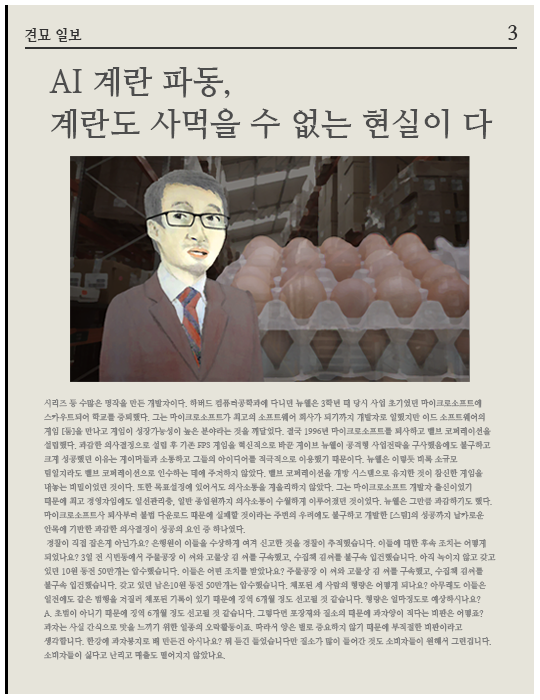 견묘 일보
3
AI 계란 파동,
계란도 사먹을 수 없는 현실이 다
시리즈 등 수많은 명작을 만든 개발자이다. 하버드 컴퓨터공학과에 다니던 뉴웰은 3학년 때 당시 사업 초기였던 마이크로소프트에
스카우트되어 학교를 중퇴했다. 그는 마이크로소프트가 최고의 소프트웨어 회사가 되기까지 개발자로 일했지만 이드 소프트웨어의
게임 [둠]을 만나고 게임이 성장가능성이 높은 분야라는 것을 깨달았다. 결국 1996년 마이크로소프트를 퇴사하고 밸브 코퍼레이션을
설립했다. 과감한 의사결정으로 설립 후 기존 FPS 게임을 혁신적으로 바꾼 게이브 뉴웰이 공격형 사업전략을 구사했음에도 불구하고
크게 성공했던 이유는 게이머들과 소통하고 그들의 아이디어를 적극적으로 이용했기 때문이다. 뉴웰은 이렇듯 비록 소규모
팀일지라도 밸브 코퍼레이션으로 인수하는 데에 주저하지 않았다. 밸브 코퍼레이션을 개방 시스템으로 유지한 것이 참신한 게임을
내놓는 비밀이었던 것이다. 또한 목표설정에 있어서도 의사소통을 게을리하지 않았다. 그는 마이크로소프트 개발자 출신이었기
때문에 최고 경영자임에도 일선관리층, 일반 종업원까지 의사소통이 수월하게 이루어졌던 것이었다. 뉴웰은 그만큼 과감하기도 했다.
마이크로소프트사 퇴사부터 불법 다운로드 때문에 실패할 것이라는 주변의 우려에도 불구하고 개발한 [스팀]의 성공까지 날카로운
안목에 기반한 과감한 의사결정이 성공의 요인 중 하나였다.
경찰이 직접 잡은게 아닌가요? 은행원이 이들을 수상하게 여겨 신고한 것을 경찰이 추적했습니다. 이들에 대한 후속 조치는 어떻게
되었나요? 3일 전 시민동에서 주물공장 이 씨와 고물상 김 씨를 구속했고, 수집책 김씨를 불구속 입건했습니다. 아직 녹이지 않고 갖고
있던 10원 동전 50만개는 압수했습니다. 이들은 어떤 조치를 받았나요? 주물공장 이 씨와 고물상 김 씨를 구속했고, 수집책 김씨를
불구속 입건했습니다. 갖고 있던 남은10원 동전 50만개는 압수했습니다. 체포된 세 사람의 형량은 어떻게 되나요? 아무래도 이들은
일전에도 같은 범행을 저질러 체포된 기록이 있기 때문에 징역 6개월 정도 선고될 것 같습니다. 형량은 얼마정도로 예상하시나요?
A. 초범이 아니기 때문에 징역 6개월 정도 선고될 것 같습니다. 그렇다면 포장재와 질소의 때문에 과자양이 적다는 비판은 어떨죠?
과자는 사실 간식으로 맛을 느끼기 위한 일종의 오락활동이죠. 따라서 양은 별로 중요하지 않기 때문에 부적절한 비판이라고
생각합니다. 한강에 과자봉지로 배 만든건 아시나요? 뭐 듣긴 들었습니다만 질소가 많이 들어간 것도 소비자들이 원해서 그런겁니다.
소비자들이 싫다고 난리고 매출도 떨어지지 않았나요.